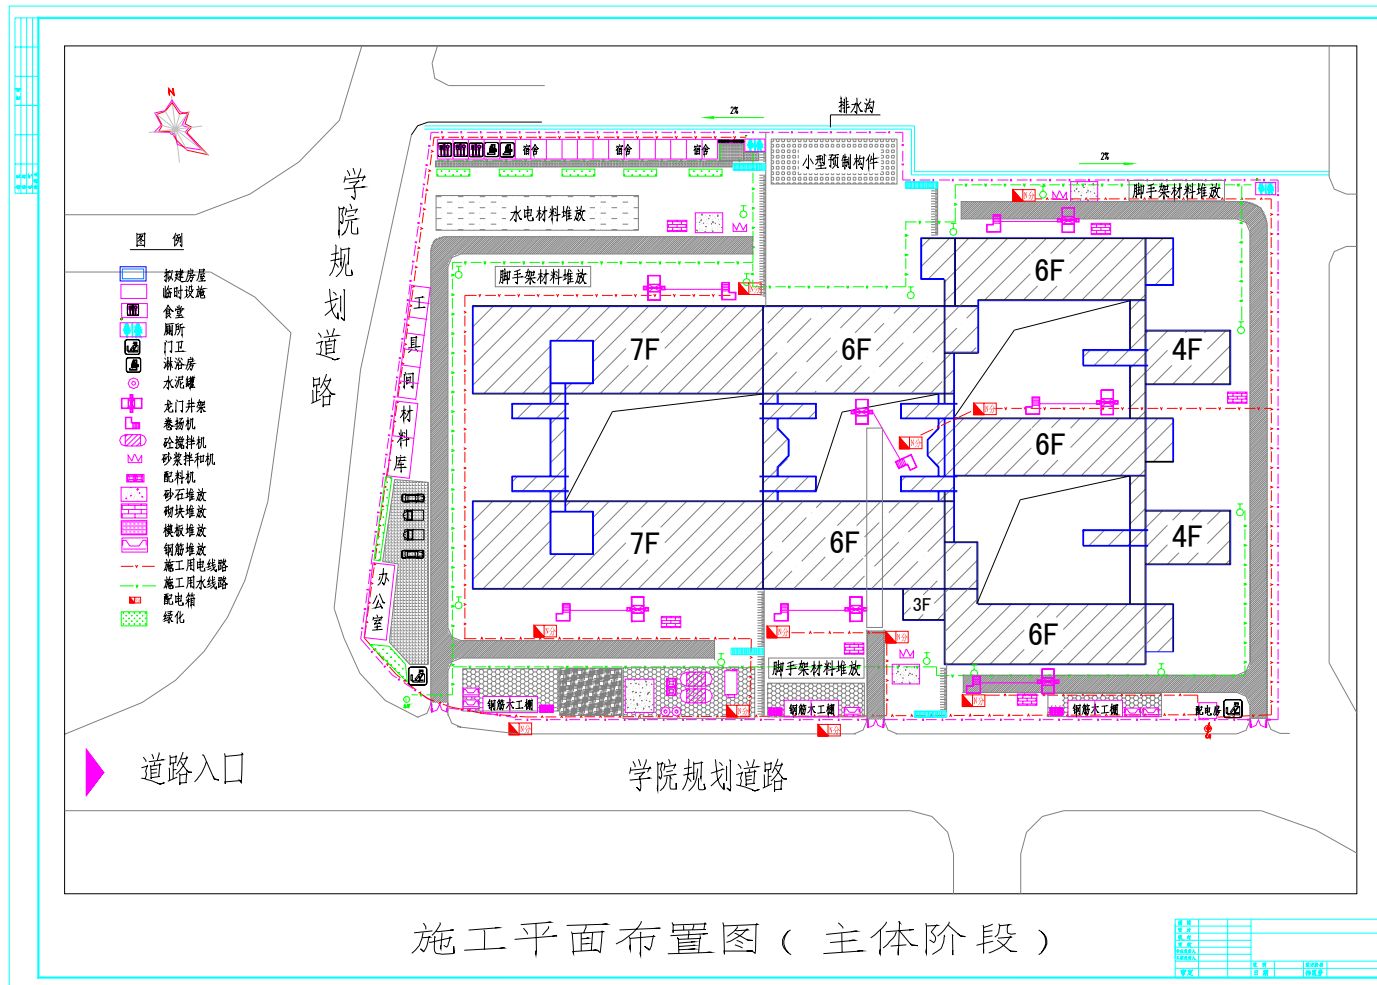 N
2%
排水沟
2%
宿舍
宿舍
宿舍
小型预制构件
脚手架材料堆放
水电材料堆放
脚手架材料堆放
学院规划道路
图 例
拟建房屋
临时设施
食堂
厕所
门卫
淋浴房
水泥罐
龙门井架
卷扬机
砼搅拌机
砂浆拌和机
配料机
砂石堆放
砌块堆放
模板堆放
钢筋堆放
施工用电线路
施工用水线路
配电箱
绿化
工具间
材料库
办公室
6F
7F
6F
4F
6F
7F
6F
4F
3F
6F
脚手架材料堆放
钢筋木工棚
钢筋木工棚
钢筋木工棚
配电房
道路入口
学院规划道路
施工平面布置图（主体阶段）